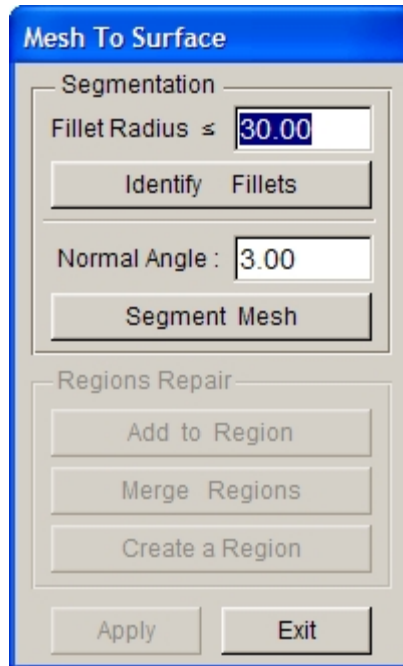 Mesh To Surface
Segmentation
Fillet Radius ≤ 30.00
Identify Fillets
Normal Angle : 3.00
Segment Mesh
Regions Repair
Add to Region
Merge Regions
Create a Region
Apply Exit